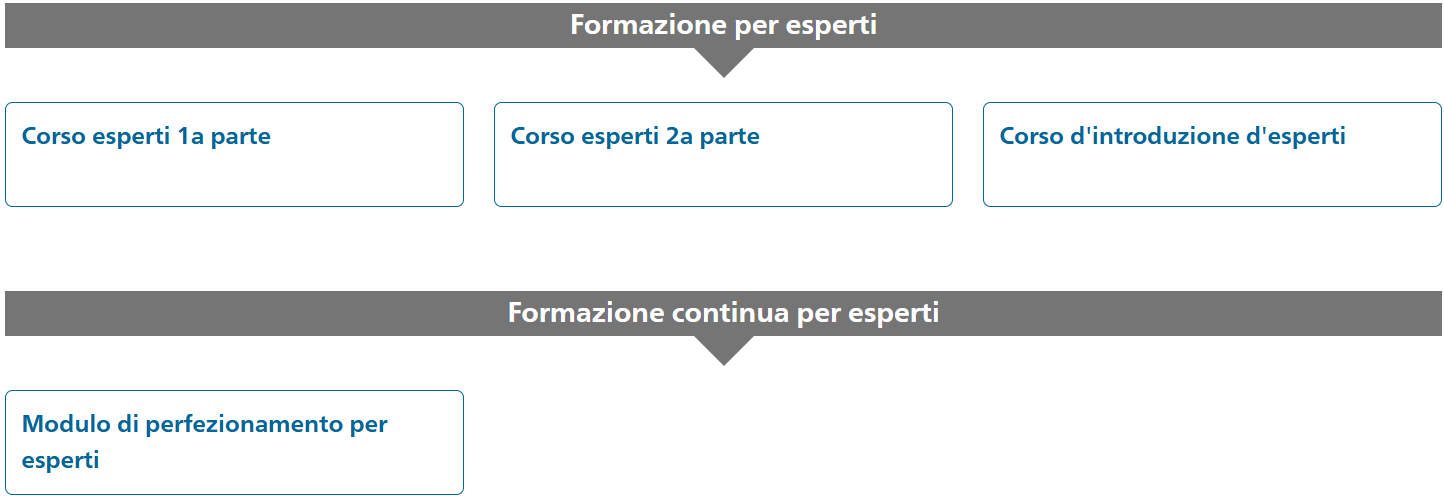 Formazione per esperti
Corso esperti 1a parte
Corso esperti 2a parte
Corso d'introduzione d'esperti
Formazione continua per esperti
Modulo di perfezionamento per
esperti